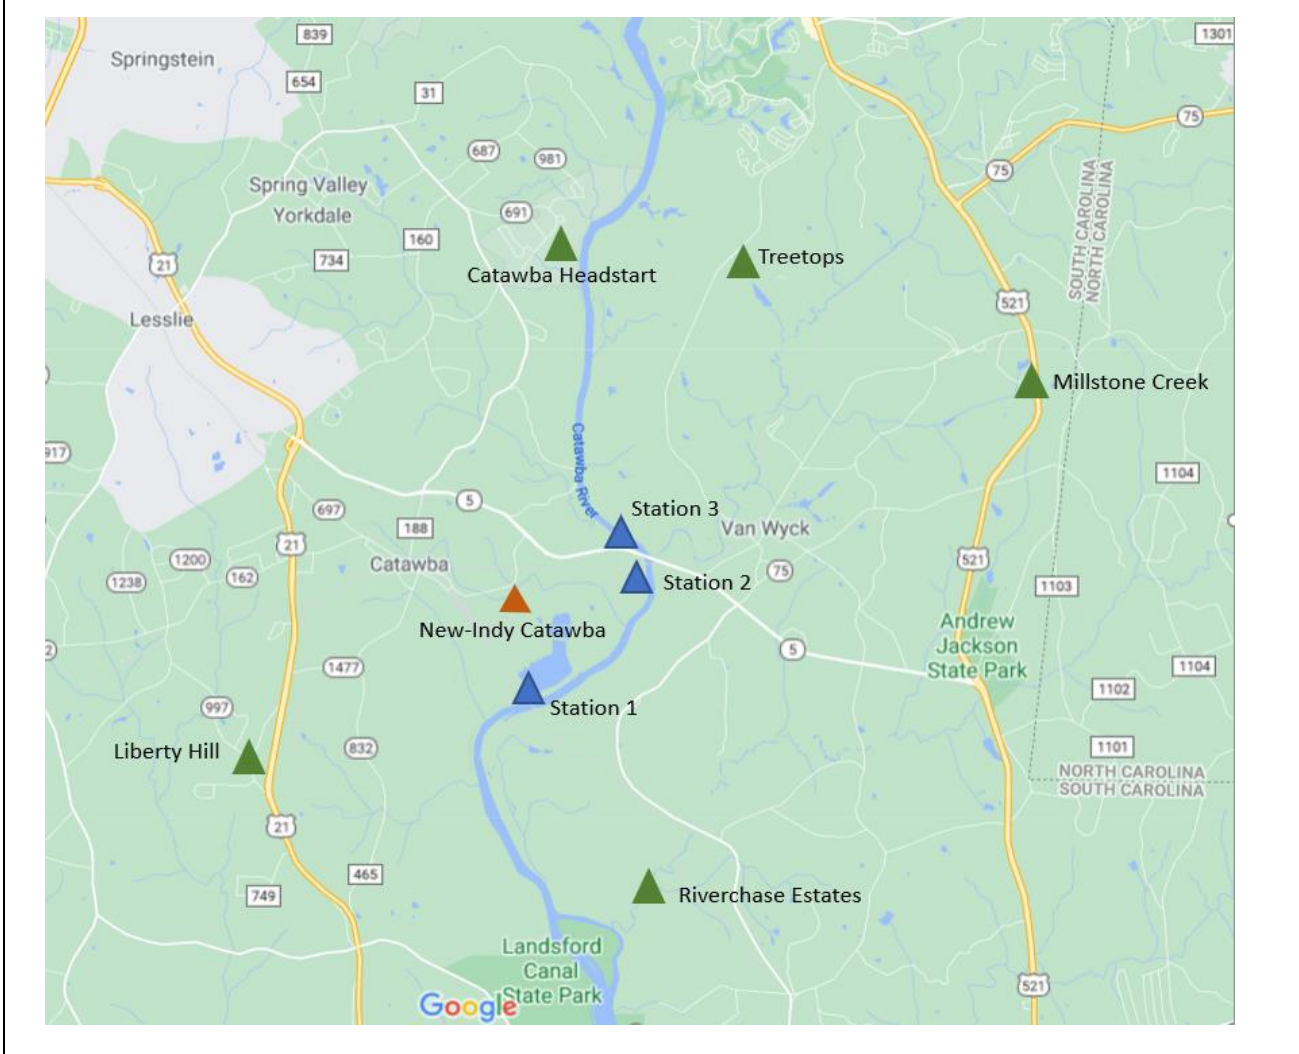 839
1301
Springstein
654
31
75
687
981
75
Spring Valley
Yorkdale
691
SOUTH CAROLINA
NORTH CAROLINA
160
734
21
Catawba Headstart
Treetops
521
Lesslie
Millstone Creek
917
Catawba River
1104
5
697
188
Station 3
Van Wyck
21
1200
1238
162
Catawba
Station 2
75
521
1103
New-Indy Catawba
Andrew
Jackson
State Park
2
1477
5
1104
1102
997
Station 1
Liberty Hill
832
1101
NORTH CAROLINA
SOUTH CAROLINA
21
465
749
Riverchase Estates
Landsford
Canal
State Park
Google
521